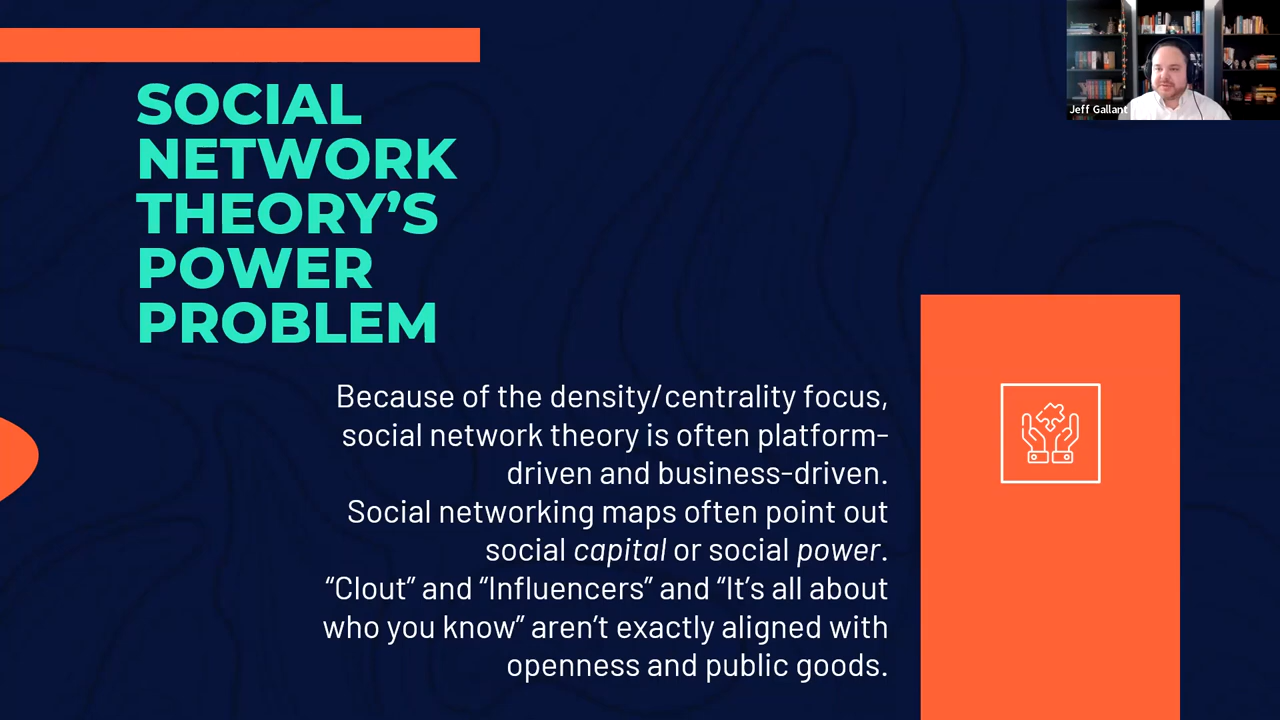 SOCIAL
NETWORK
THEORY’S
POWER
PROBLEM
Because of the density/centrality focus,
social network theory is often platform-
driven and business-driven.
Social networking maps often point out
social capital or social power.
“Clout” and “Influencers” and “It’s all about
who you know” aren’t exactly aligned with
openness and public goods.
Jeff Gallant